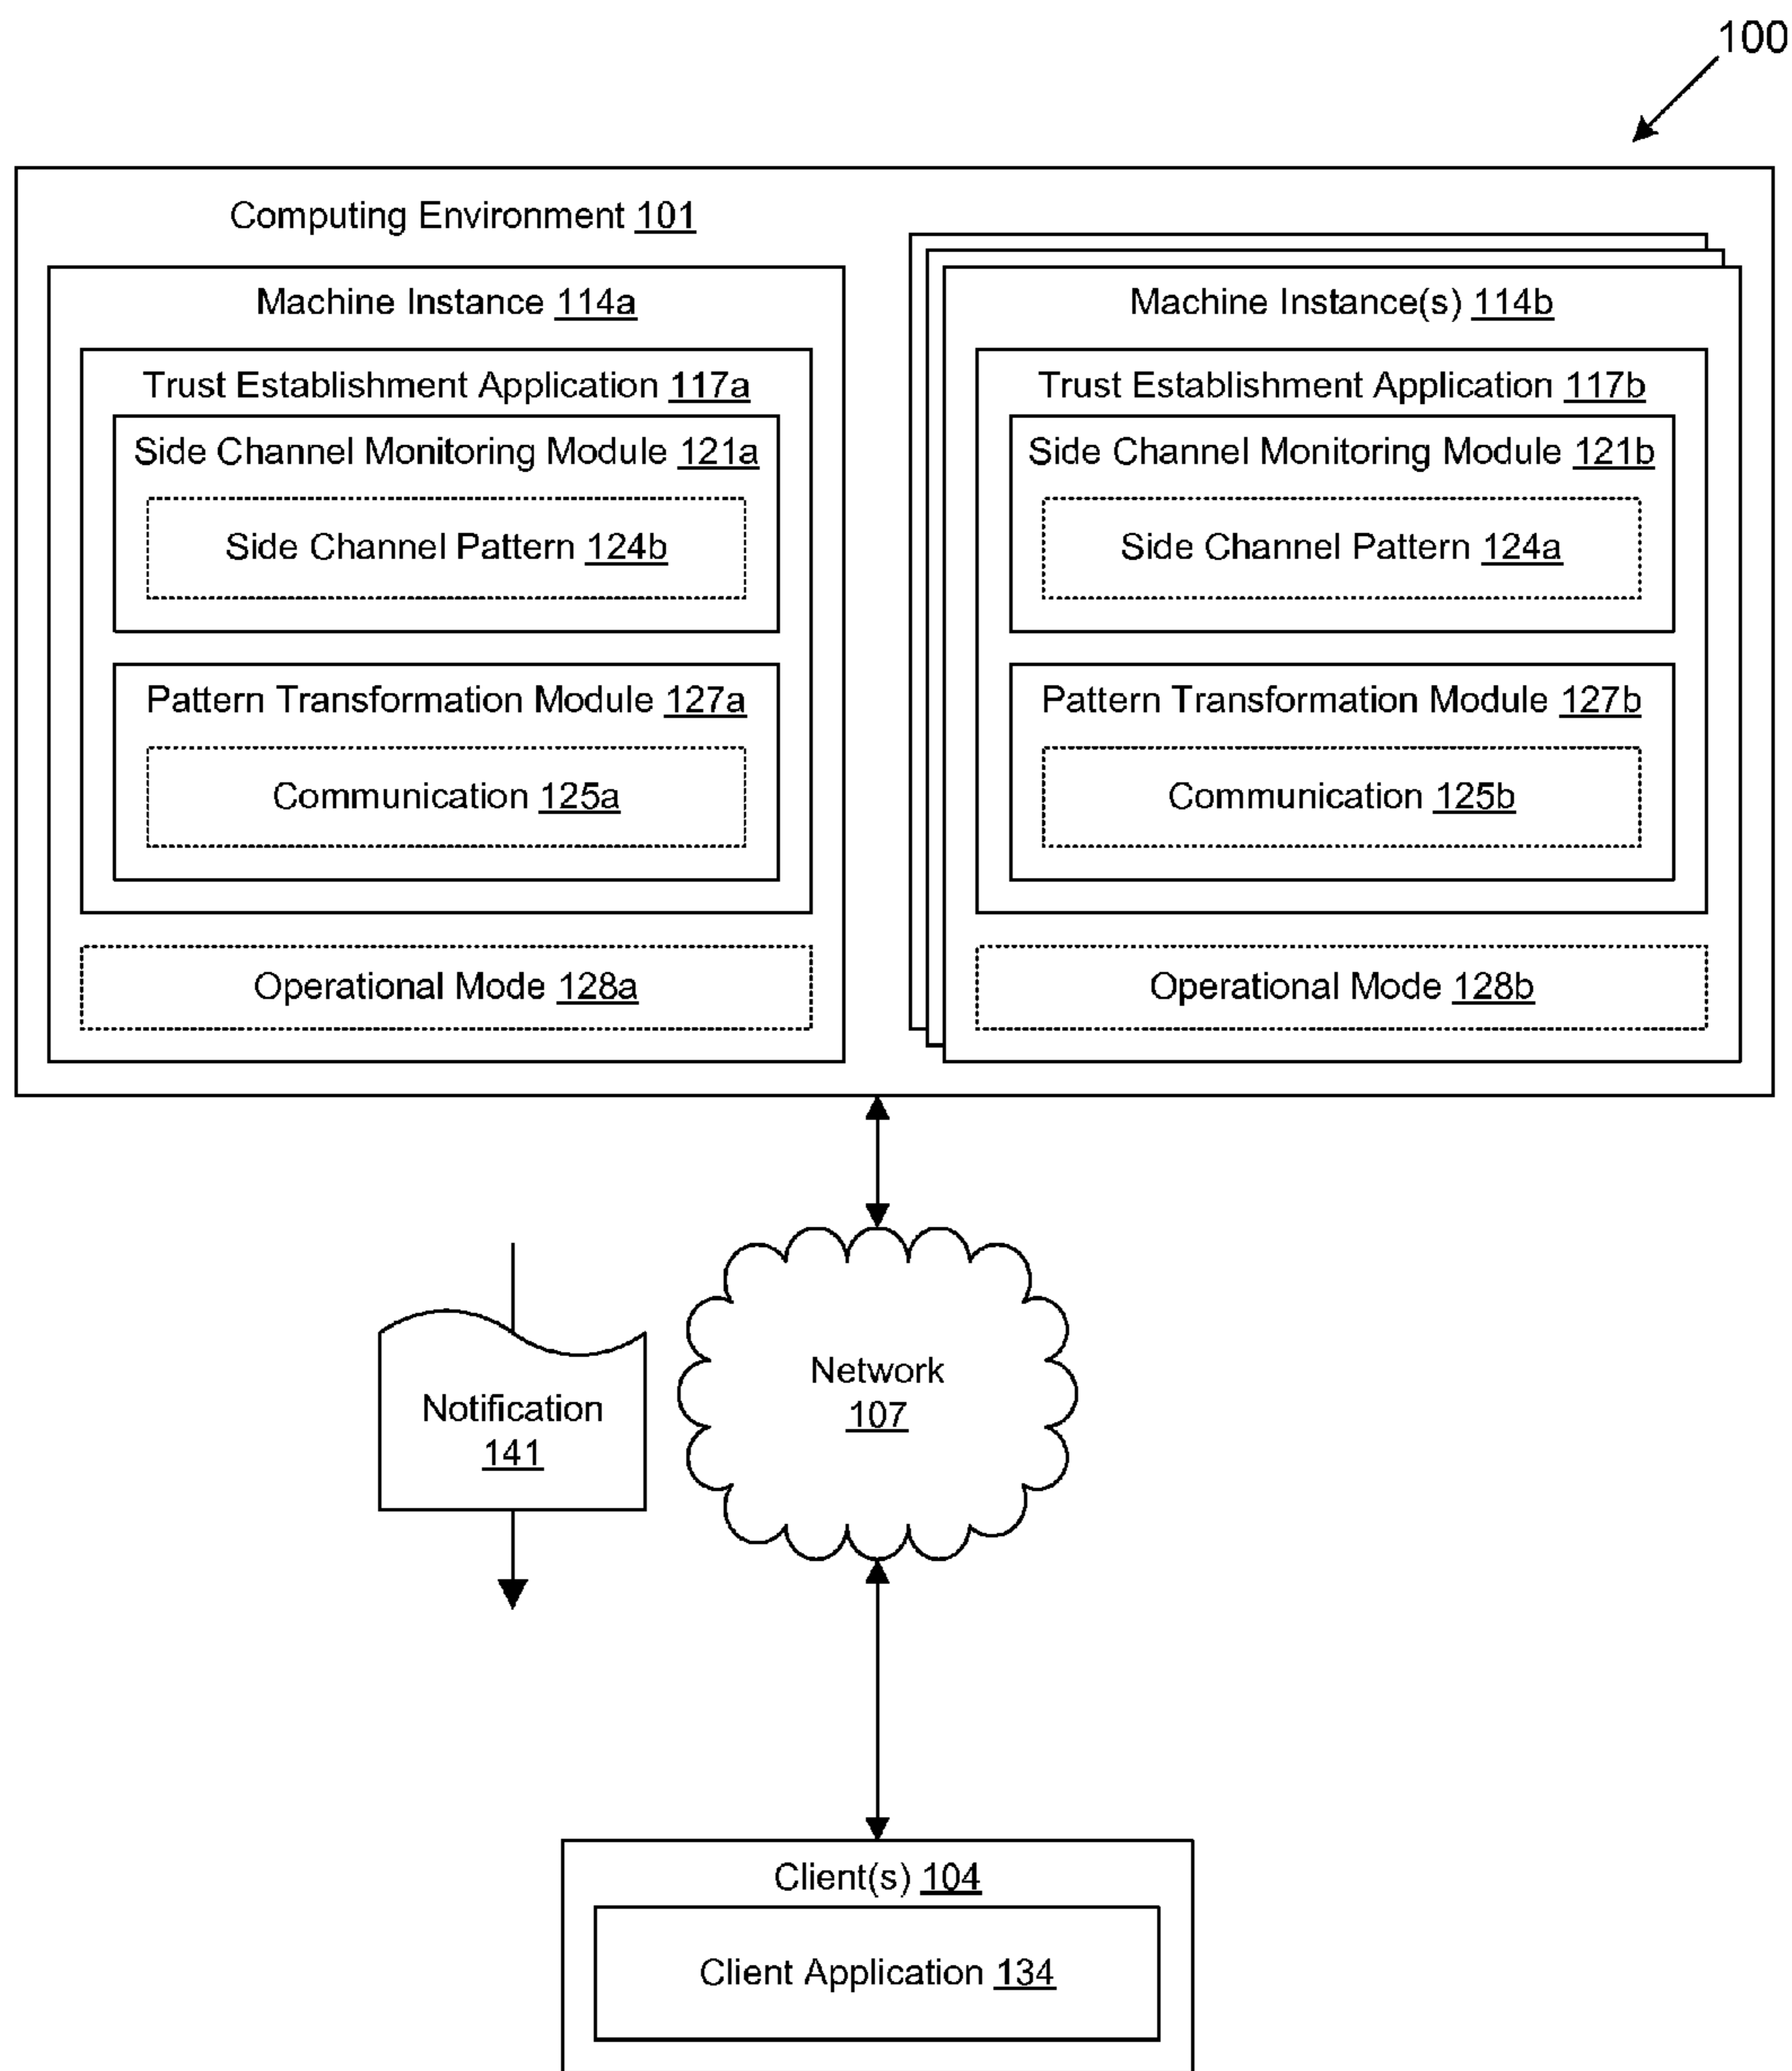 100
Computing Environment 101
Machine Instance 114a
Trust Establishment Application 117a
Side Channel Monitoring Module 121a
Side Channel Pattern 124b
Pattern Transformation Module 127a
Communication 125a
Operational Mode 128a
Machine Instance(s) 114b
Trust Establishment Application 117b
Side Channel Monitoring Module 121b
Side Channel Pattern 124a
Pattern Transformation Module 127b
Communication 125b
Operational Mode 128b
Notification
141
Network
107
Client(s) 104
Client Application 134